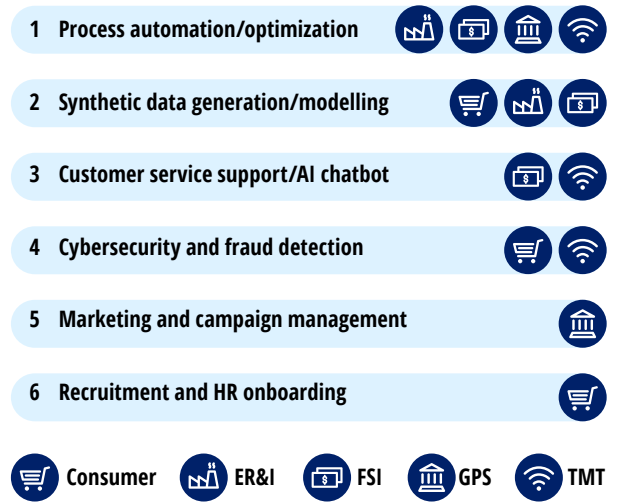 1 Process automation/optimization
2 Synthetic data generation/modelling
3 Customer service support/AI chatbot
4 Cybersecurity and fraud detection
5 Marketing and campaign management
6 Recruitment and HR onboarding
Consumer ER&I FSI GPS TMT